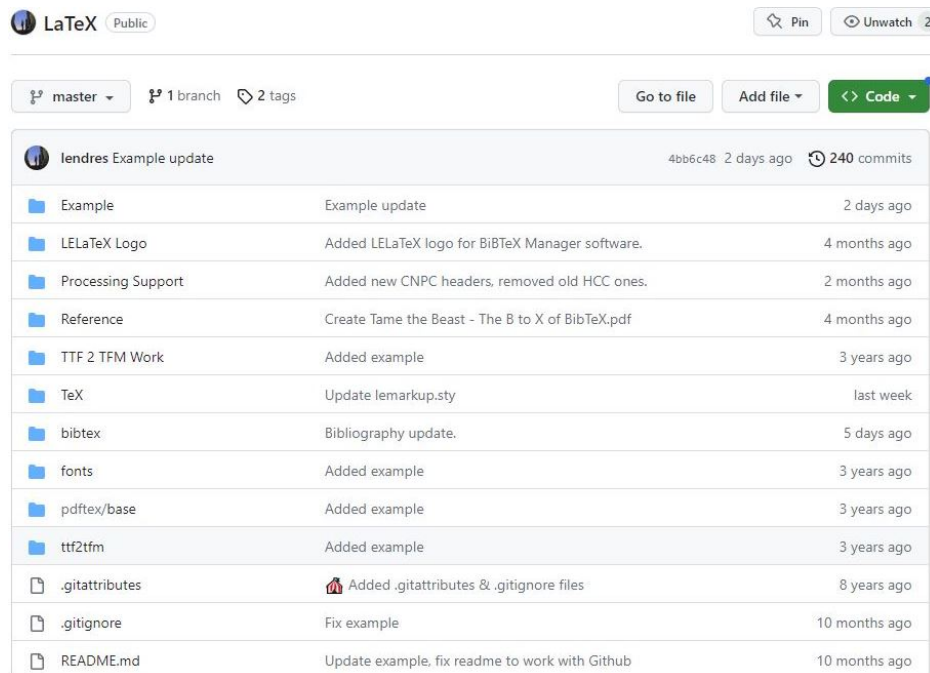 LaTeX Public Pin Unwatch 2
master 1 branch 2 tags Go to file Add file Code
lendres Example update 4bb6c48 2 days ago 240 commits
Example Example update 2 days ago
LELaTeX Logo Added LELaTeX logo for BiBTeX Manager software. 4 months ago
Processing Support Added new CNPC headers, removed old HCC ones. 2 months ago
Reference Create Tame the Beast - The B to X of BibTeX.pdf 4 months ago
TTF 2 TFM Work Added example 3 years ago
TeX Update lemarkup.sty last week
bibtex Bibliography update. 5 days ago
fonts Added example 3 years ago
pdftex/base Added example 3 years ago
ttf2tfm Added example 3 years ago
.gitattributes 🎪 Added .gitattributes & .gitignore files 8 years ago
.gitignore Fix example 10 months ago
README.md Update example, fix readme to work with Github 10 months ago